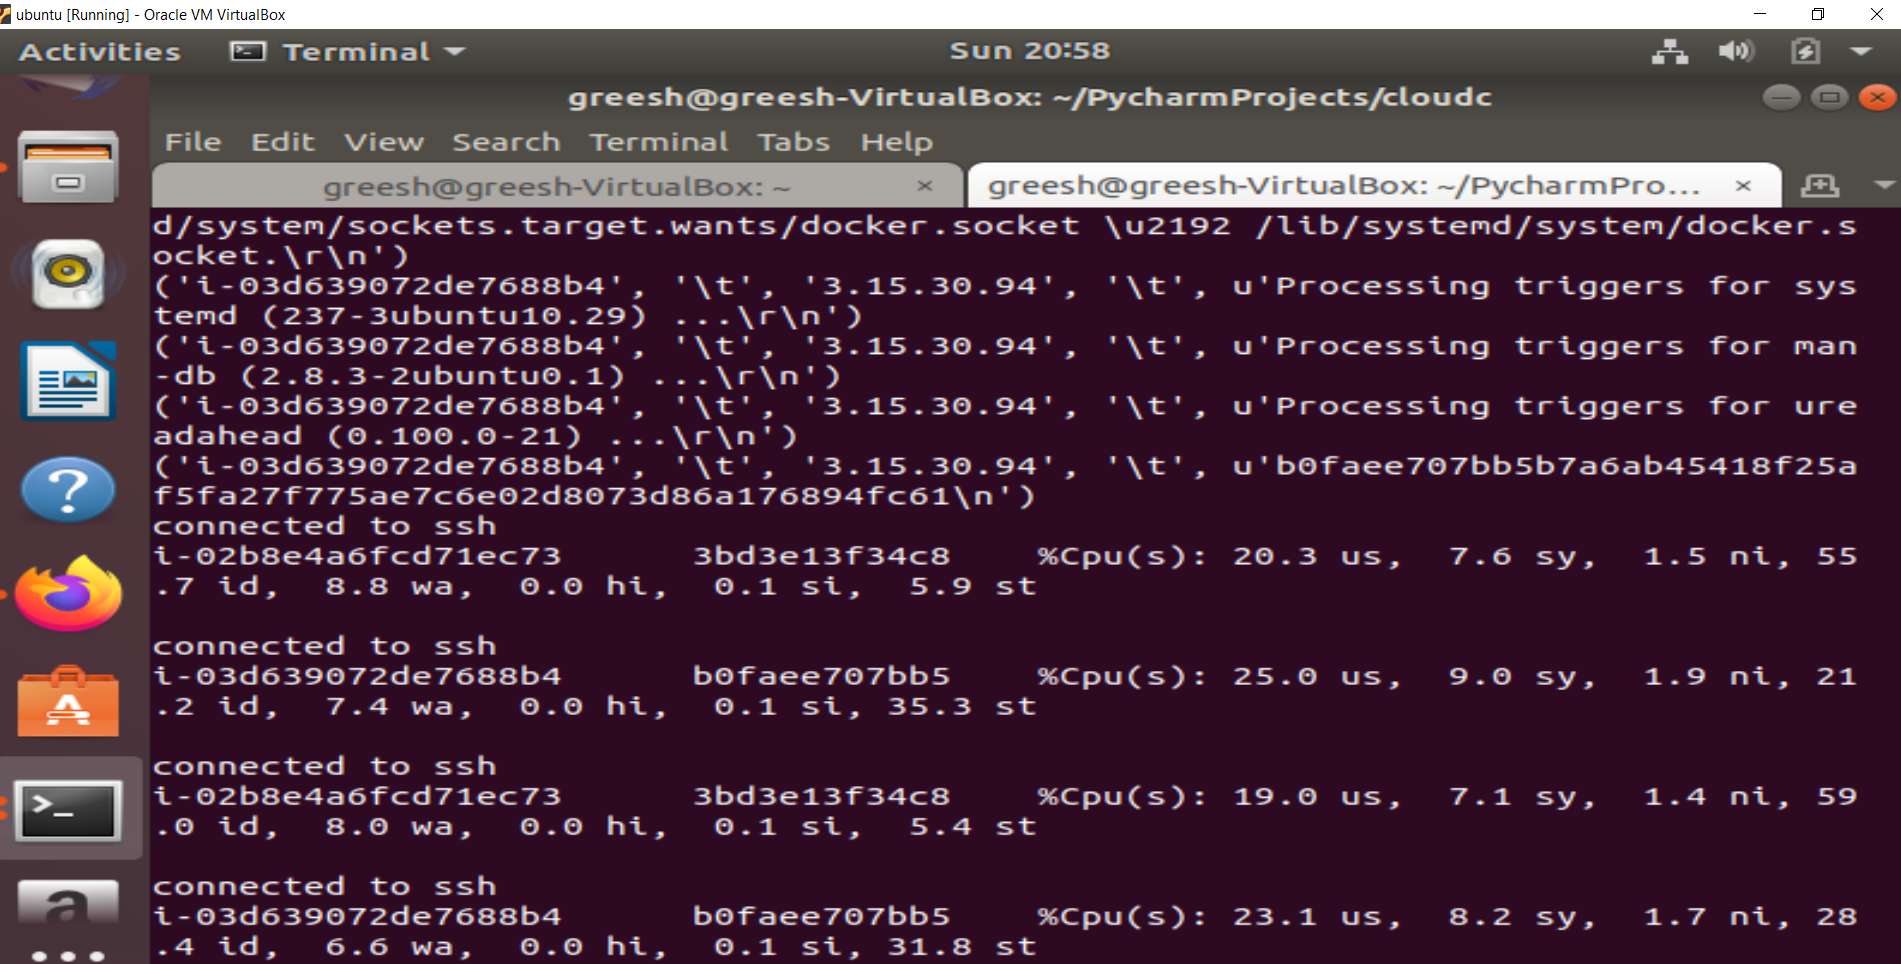 ubuntu [Running] - Oracle VM VirtualBox
Activities Terminal Sun 20:58
greesh@greesh-VirtualBox: ~/PycharmProjects/cloudc
File Edit View Search Terminal Tabs Help
greesh@greesh-VirtualBox: ~ × greesh@greesh-VirtualBox: ~/PycharmPro... ×
d/system/sockets.target.wants/docker.socket \u2192 /lib/systemd/system/docker.s
ocket.\r\n')
('i-03d639072de7688b4', '\t', '3.15.30.94', '\t', u'Processing triggers for sys
temd (237-3ubuntu10.29) ...\r\n')
('i-03d639072de7688b4', '\t', '3.15.30.94', '\t', u'Processing triggers for man
-db (2.8.3-2ubuntu0.1) ...\r\n')
('i-03d639072de7688b4', '\t', '3.15.30.94', '\t', u'Processing triggers for ure
adahead (0.100.0-21) ...\r\n')
('i-03d639072de7688b4', '\t', '3.15.30.94', '\t', u'b0faee707bb5b7a6ab45418f25a
f5fa27f775ae7c6e02d8073d86a176894fc61\n')
connected to ssh
i-02b8e4a6fcd71ec73 3bd3e13f34c8 %Cpu(s): 20.3 us, 7.6 sy, 1.5 ni, 55
.7 id, 8.8 wa, 0.0 hi, 0.1 si, 5.9 st
connected to ssh
i-03d639072de7688b4 b0faee707bb5 %Cpu(s): 25.0 us, 9.0 sy, 1.9 ni, 21
.2 id, 7.4 wa, 0.0 hi, 0.1 si, 35.3 st
connected to ssh
i-02b8e4a6fcd71ec73 3bd3e13f34c8 %Cpu(s): 19.0 us, 7.1 sy, 1.4 ni, 59
.0 id, 8.0 wa, 0.0 hi, 0.1 si, 5.4 st
connected to ssh
i-03d639072de7688b4 b0faee707bb5 %Cpu(s): 23.1 us, 8.2 sy, 1.7 ni, 28
.4 id, 6.6 wa, 0.0 hi, 0.1 si, 31.8 st